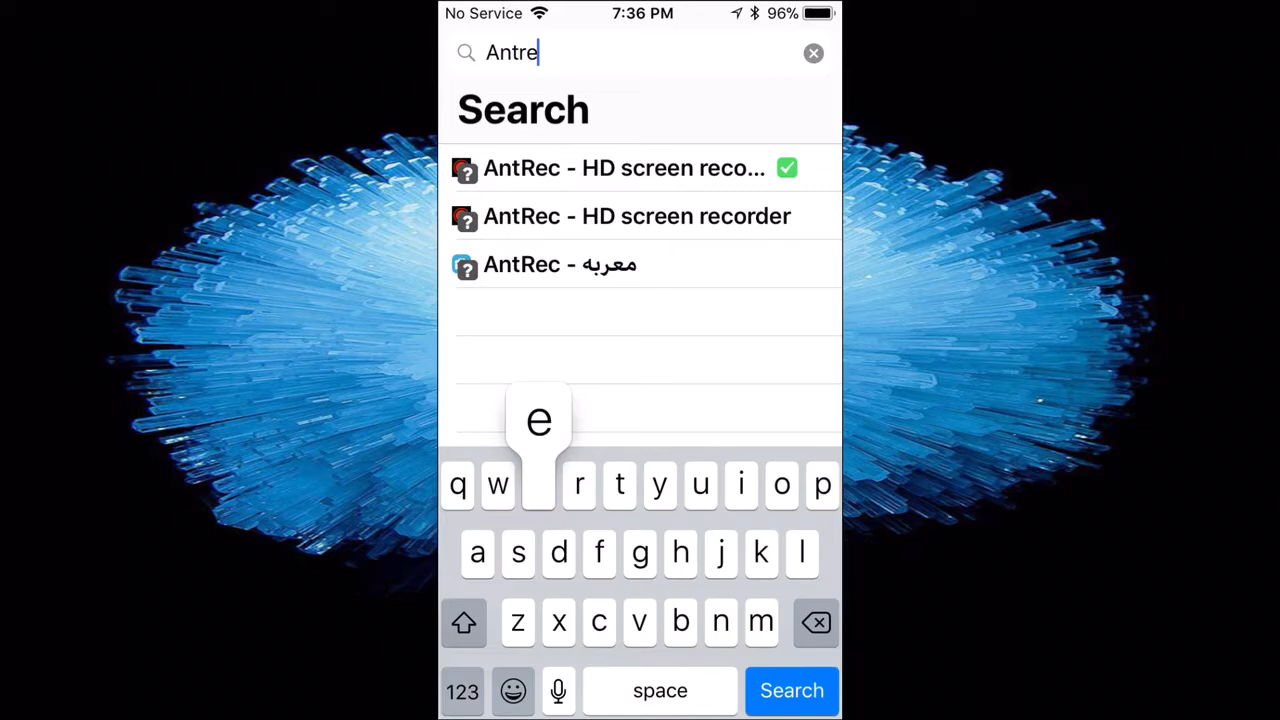 No Service 7:36 PM 96%
Antre
Search
AntRec - HD screen reco...
AntRec - HD screen recorder
AntRec - معربه
e
q w r t y u i o p
a s d f g h j k l
z x c v b n m
123 space Search